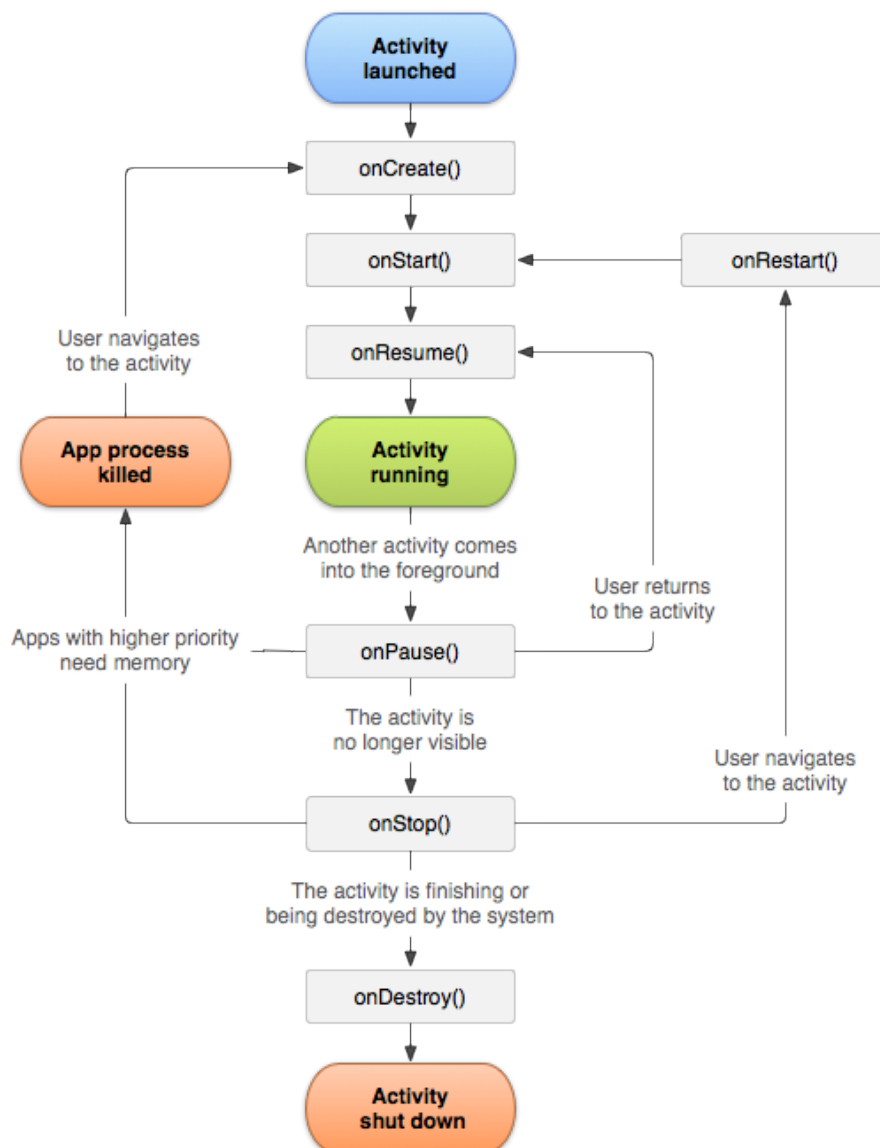 Activity
launched
onCreate()
onStart()
onRestart()
User navigates
to the activity
onResume()
App process
killed
Activity
running
Another activity comes
into the foreground
User returns
to the activity
Apps with higher priority
need memory
onPause()
The activity is
no longer visible
User navigates
to the activity
onStop()
The activity is finishing or
being destroyed by the system
onDestroy()
Activity
shut down